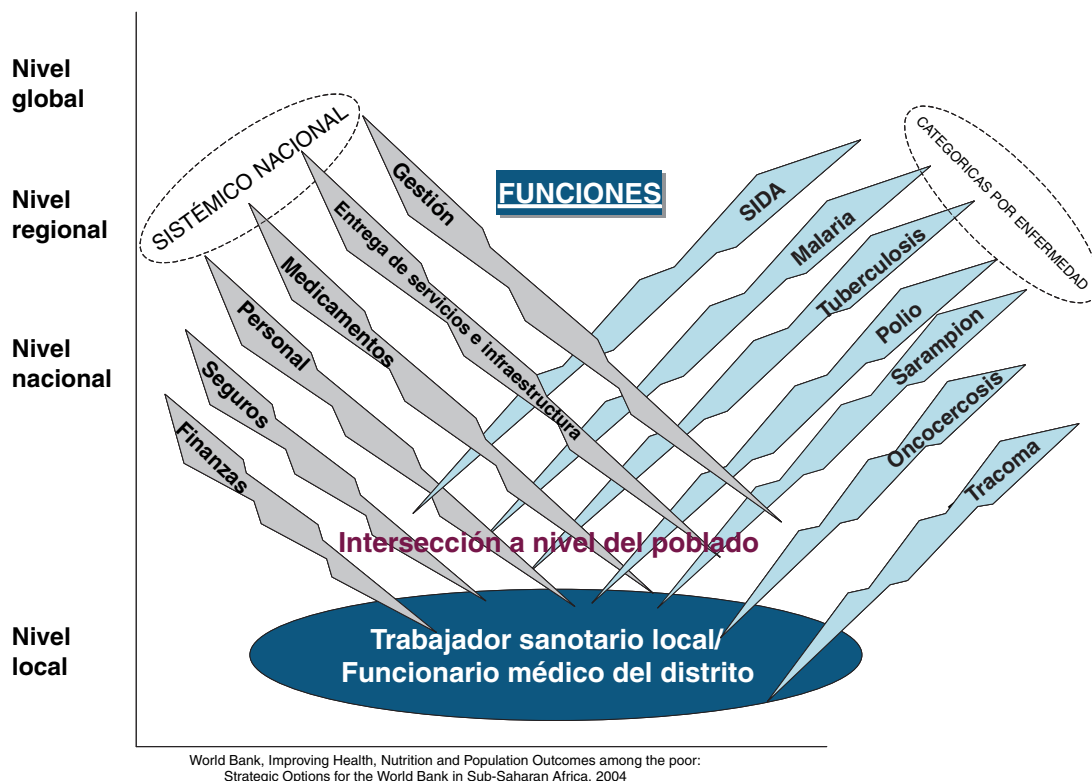 Nivel
global
Nivel
regional
Nivel
nacional
Nivel
local
SISTÉMICO NACIONAL
FUNCIONES
CATEGORICAS POR ENFERMEDAD
Gestión
Entrega de servicios e infraestructura
Medicamentos
Personal
Seguros
Finanzas
SIDA
Malaria
Tuberculosis
Polio
Sarampion
Oncocercosis
Tracoma
Intersección a nivel del poblado
Trabajador sanotario local/
Funcionario médico del distrito
World Bank, Improving Health, Nutrition and Population Outcomes among the poor:
Strategic Options for the World Bank in Sub-Saharan Africa, 2004